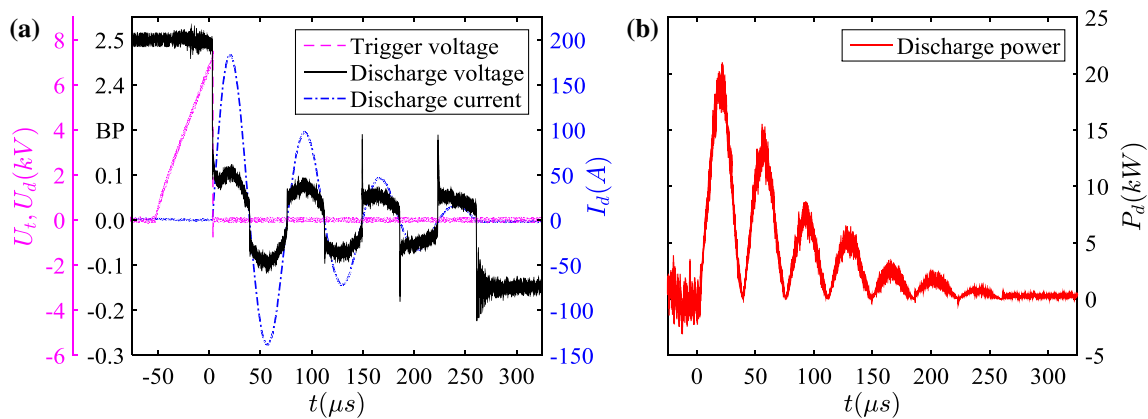 (a)
8
6
4
2
0
-2
-4
-6
U_t, U_d(kV)
2.5
2.4
BP
0.1
0.0
-0.1
-0.2
-0.3
Trigger voltage
Discharge voltage
Discharge current
200
150
100
50
0
-50
-100
-150
I_d(A)
-50 0 50 100 150 200 250 300
t(μs)
(b)
Discharge power
25
20
15
10
5
0
-5
P_d(kW)
0 50 100 150 200 250 300
t(μs)